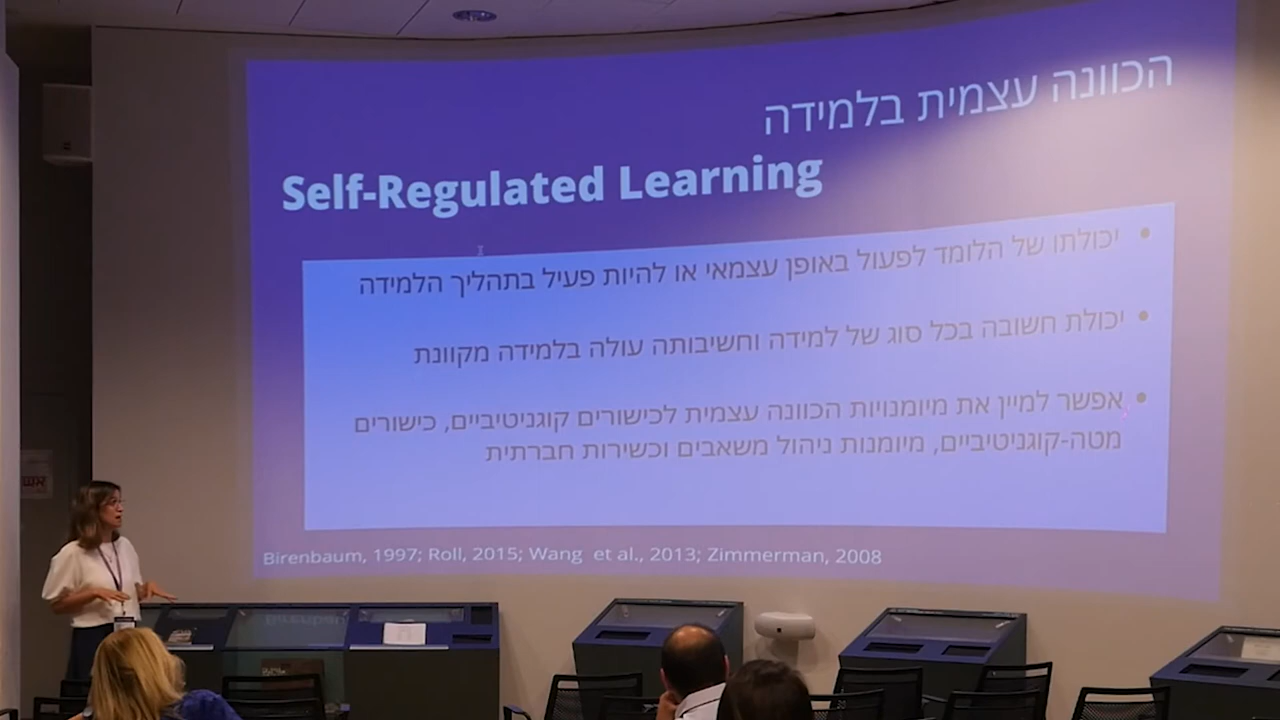 הכוונה עצמית בלמידה
Self-Regulated Learning
• יכולתו של הלומד לפעול באופן עצמאי או להיות פעיל בתהליך הלמידה
• יכולת חשובה בכל סוג של למידה וחשיבותה עולה בלמידה מקוונת
• אפשר למיין את מיומנויות הכוונה עצמית לכישורים קוגניטיביים, כישורים
מטה-קוגניטיביים, מיומנות ניהול משאבים וכשירות חברתית
Birenbaum, 1997; Roll, 2015; Wang et al., 2013; Zimmerman, 2008
אש